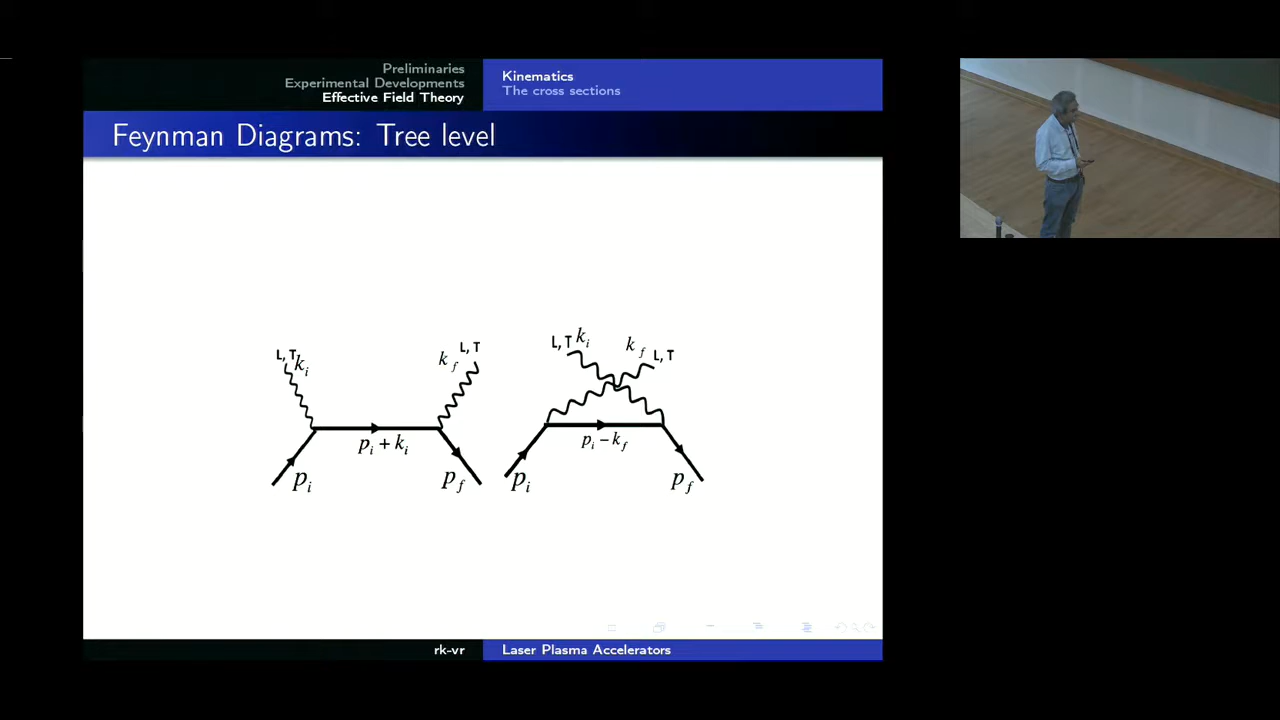 Preliminaries
Experimental Developments
Effective Field Theory
Kinematics
The cross sections
Feynman Diagrams: Tree level
L, T k_i
k_f L, T
p_i + k_i
p_i
p_f
L, T k_i
k_f L, T
p_i − k_f
p_i
p_f
rk-vr
Laser Plasma Accelerators